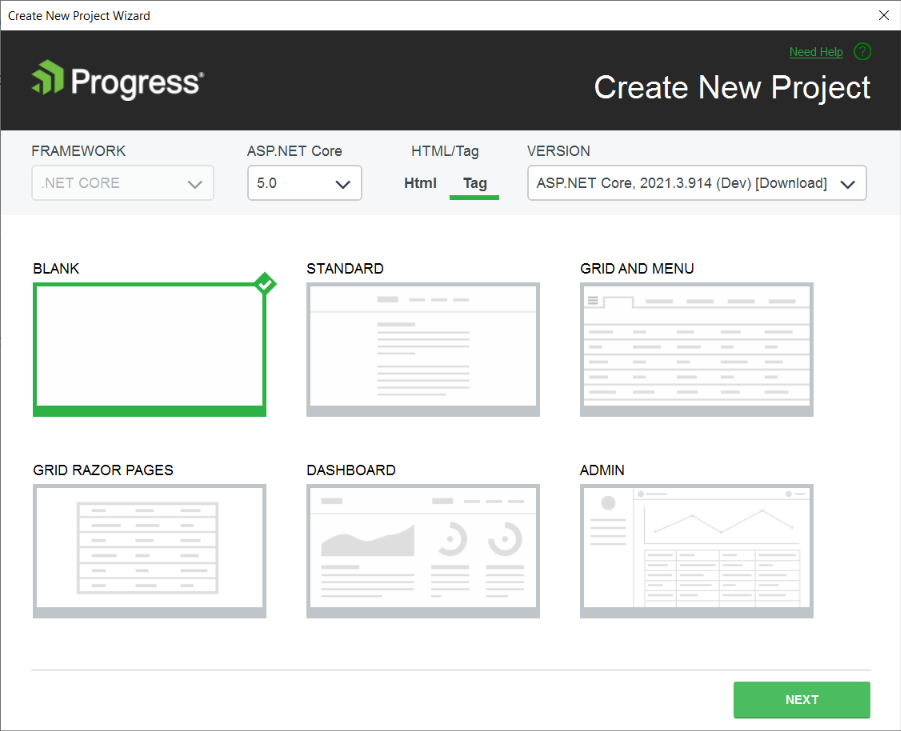 Create New Project Wizard
Need Help ?
Progress®
Create New Project
FRAMEWORK ASP.NET Core HTML/Tag VERSION
.NET CORE 5.0 Html Tag ASP.NET Core, 2021.3.914 (Dev) [Download]
BLANK STANDARD GRID AND MENU
GRID RAZOR PAGES DASHBOARD ADMIN
NEXT